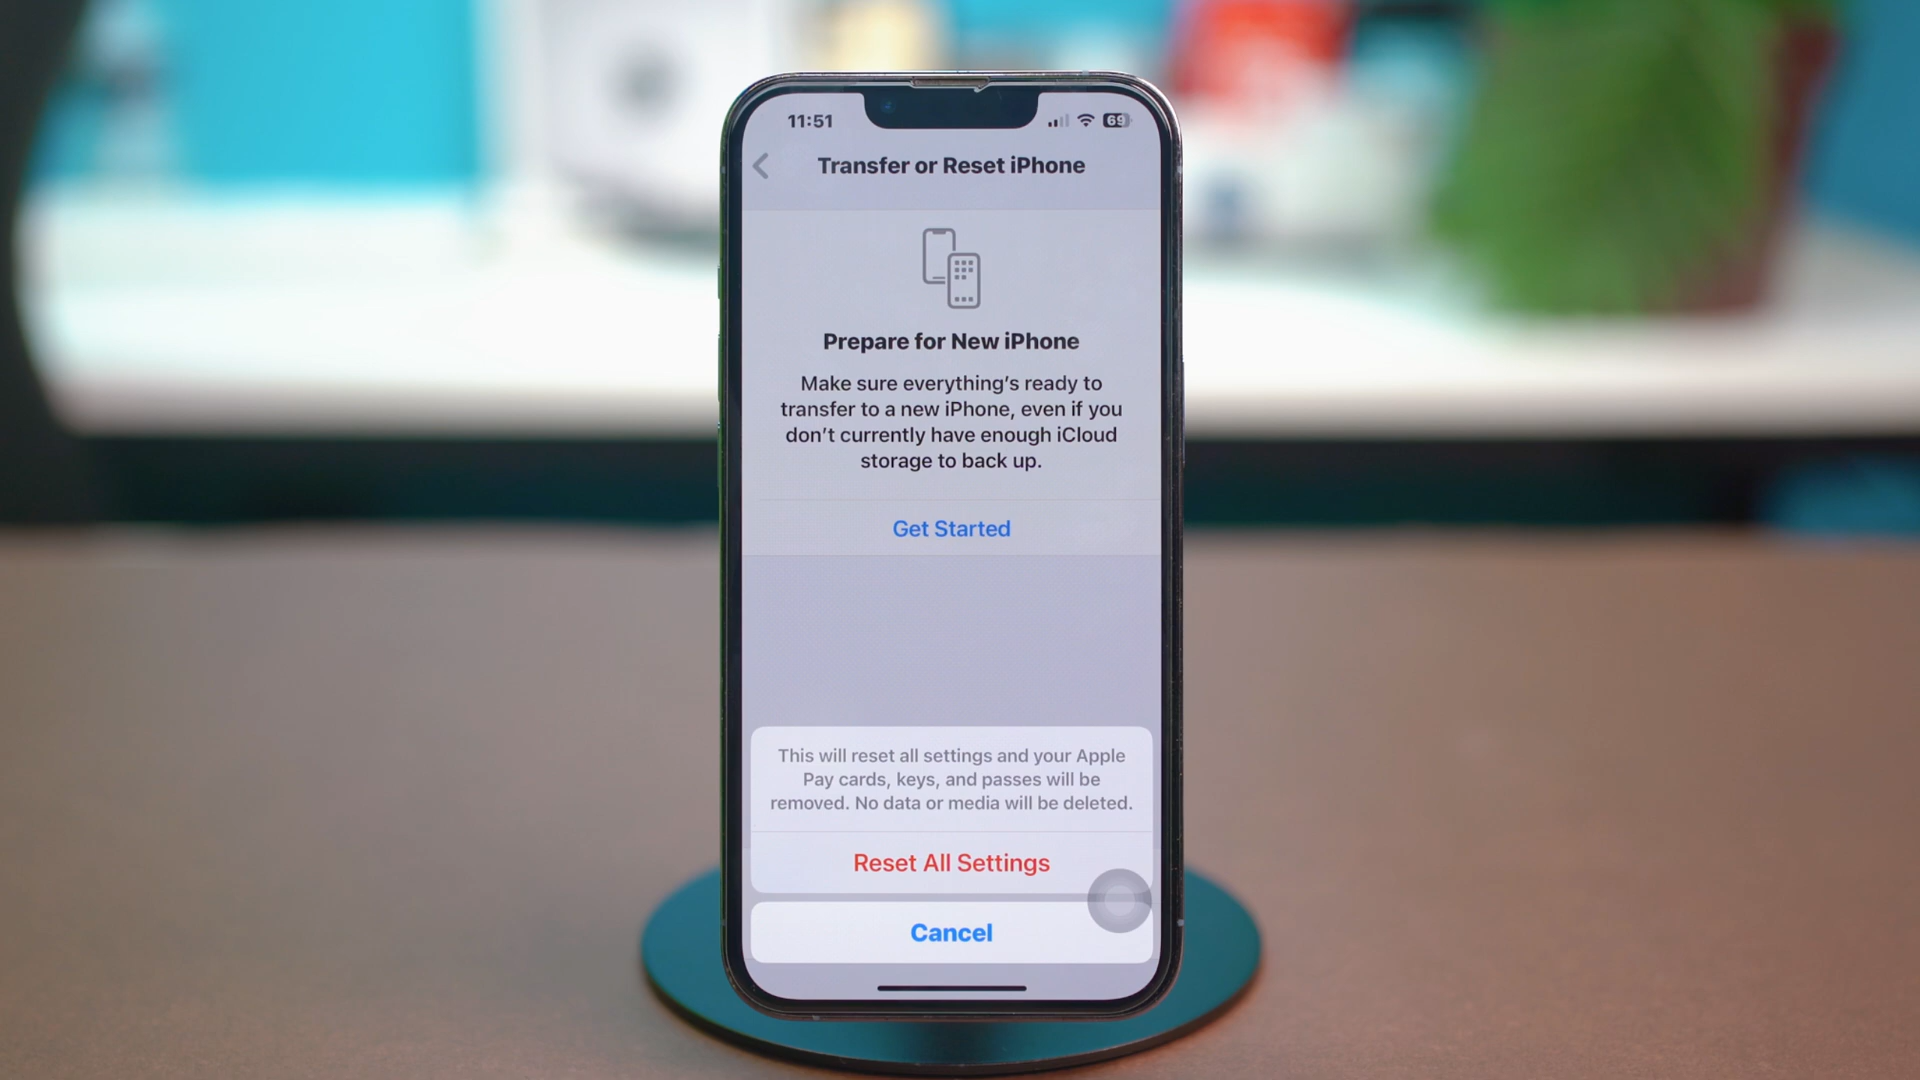 11:51
69
Transfer or Reset iPhone
Prepare for New iPhone
Make sure everything’s ready to
transfer to a new iPhone, even if you
don’t currently have enough iCloud
storage to back up.
Get Started
This will reset all settings and your Apple
Pay cards, keys, and passes will be
removed. No data or media will be deleted.
Reset All Settings
Cancel